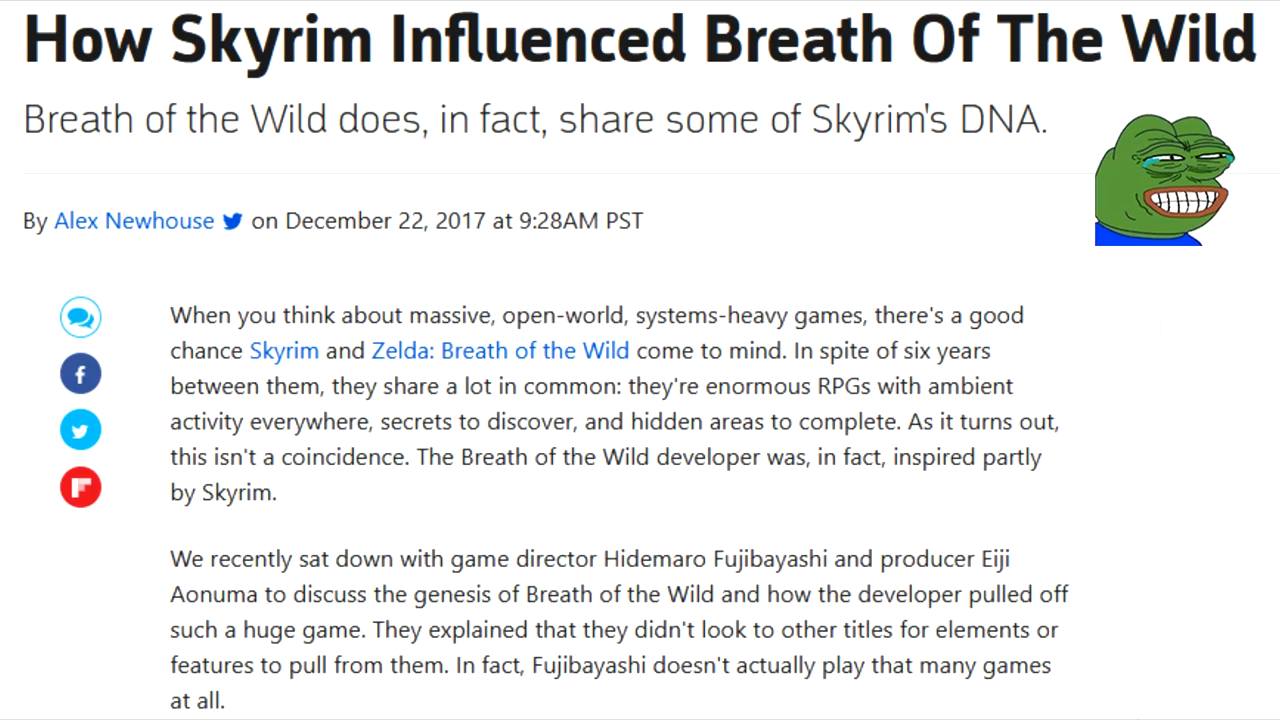 How Skyrim Influenced Breath Of The Wild
Breath of the Wild does, in fact, share some of Skyrim's DNA.
By Alex Newhouse on December 22, 2017 at 9:28AM PST
When you think about massive, open-world, systems-heavy games, there's a good
chance Skyrim and Zelda: Breath of the Wild come to mind. In spite of six years
between them, they share a lot in common: they're enormous RPGs with ambient
activity everywhere, secrets to discover, and hidden areas to complete. As it turns out,
this isn't a coincidence. The Breath of the Wild developer was, in fact, inspired partly
by Skyrim.
We recently sat down with game director Hidemaro Fujibayashi and producer Eiji
Aonuma to discuss the genesis of Breath of the Wild and how the developer pulled off
such a huge game. They explained that they didn't look to other titles for elements or
features to pull from them. In fact, Fujibayashi doesn't actually play that many games
at all.